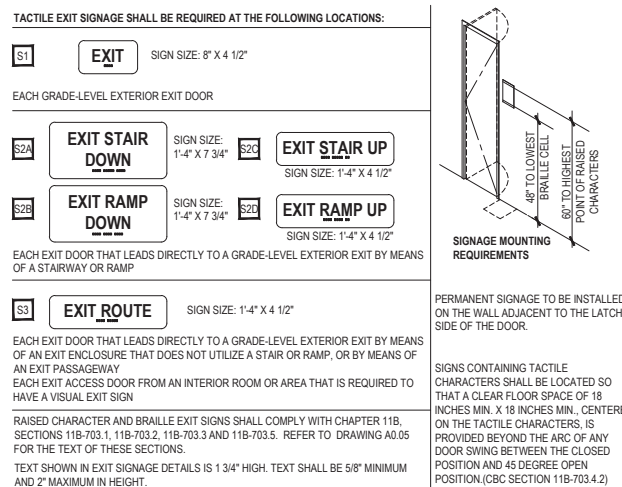 TACTILE EXIT SIGNAGE SHALL BE REQUIRED AT THE FOLLOWING LOCATIONS:
S1
EXIT
SIGN SIZE: 8" X 4 1/2"
EACH GRADE-LEVEL EXTERIOR EXIT DOOR
S2A
EXIT STAIR
DOWN
SIGN SIZE:
1'-4" X 7 3/4"
S2C
EXIT STAIR UP
SIGN SIZE: 1'-4" X 4 1/2"
S2B
EXIT RAMP
DOWN
SIGN SIZE:
1'-4" X 7 3/4"
S2D
EXIT RAMP UP
SIGN SIZE: 1'-4" X 4 1/2"
EACH EXIT DOOR THAT LEADS DIRECTLY TO A GRADE-LEVEL EXTERIOR EXIT BY MEANS
OF A STAIRWAY OR RAMP
S3
EXIT ROUTE
SIGN SIZE: 1'-4" X 4 1/2"
EACH EXIT DOOR THAT LEADS DIRECTLY TO A GRADE-LEVEL EXTERIOR EXIT BY MEANS
OF AN EXIT ENCLOSURE THAT DOES NOT UTILIZE A STAIR OR RAMP, OR BY MEANS OF
AN EXIT PASSAGEWAY
EACH EXIT ACCESS DOOR FROM AN INTERIOR ROOM OR AREA THAT IS REQUIRED TO
HAVE A VISUAL EXIT SIGN
RAISED CHARACTER AND BRAILLE EXIT SIGNS SHALL COMPLY WITH CHAPTER 11B,
SECTIONS 11B-703.1, 11B-703.2, 11B-703.3 AND 11B-703.5. REFER TO DRAWING A0.05
FOR THE TEXT OF THESE SECTIONS.
TEXT SHOWN IN EXIT SIGNAGE DETAILS IS 1 3/4" HIGH. TEXT SHALL BE 5/8" MINIMUM
AND 2" MAXIMUM IN HEIGHT.
48" TO LOWEST
BRAILLE CELL
60" TO HIGHEST
POINT OF RAISED
CHARACTERS
SIGNAGE MOUNTING
REQUIREMENTS
PERMANENT SIGNAGE TO BE INSTALLED
ON THE WALL ADJACENT TO THE LATCH
SIDE OF THE DOOR.
SIGNS CONTAINING TACTILE
CHARACTERS SHALL BE LOCATED SO
THAT A CLEAR FLOOR SPACE OF 18
INCHES MIN. X 18 INCHES MIN., CENTERE
ON THE TACTILE CHARACTERS, IS
PROVIDED BEYOND THE ARC OF ANY
DOOR SWING BETWEEN THE CLOSED
POSITION AND 45 DEGREE OPEN
POSITION.(CBC SECTION 11B-703.4.2)